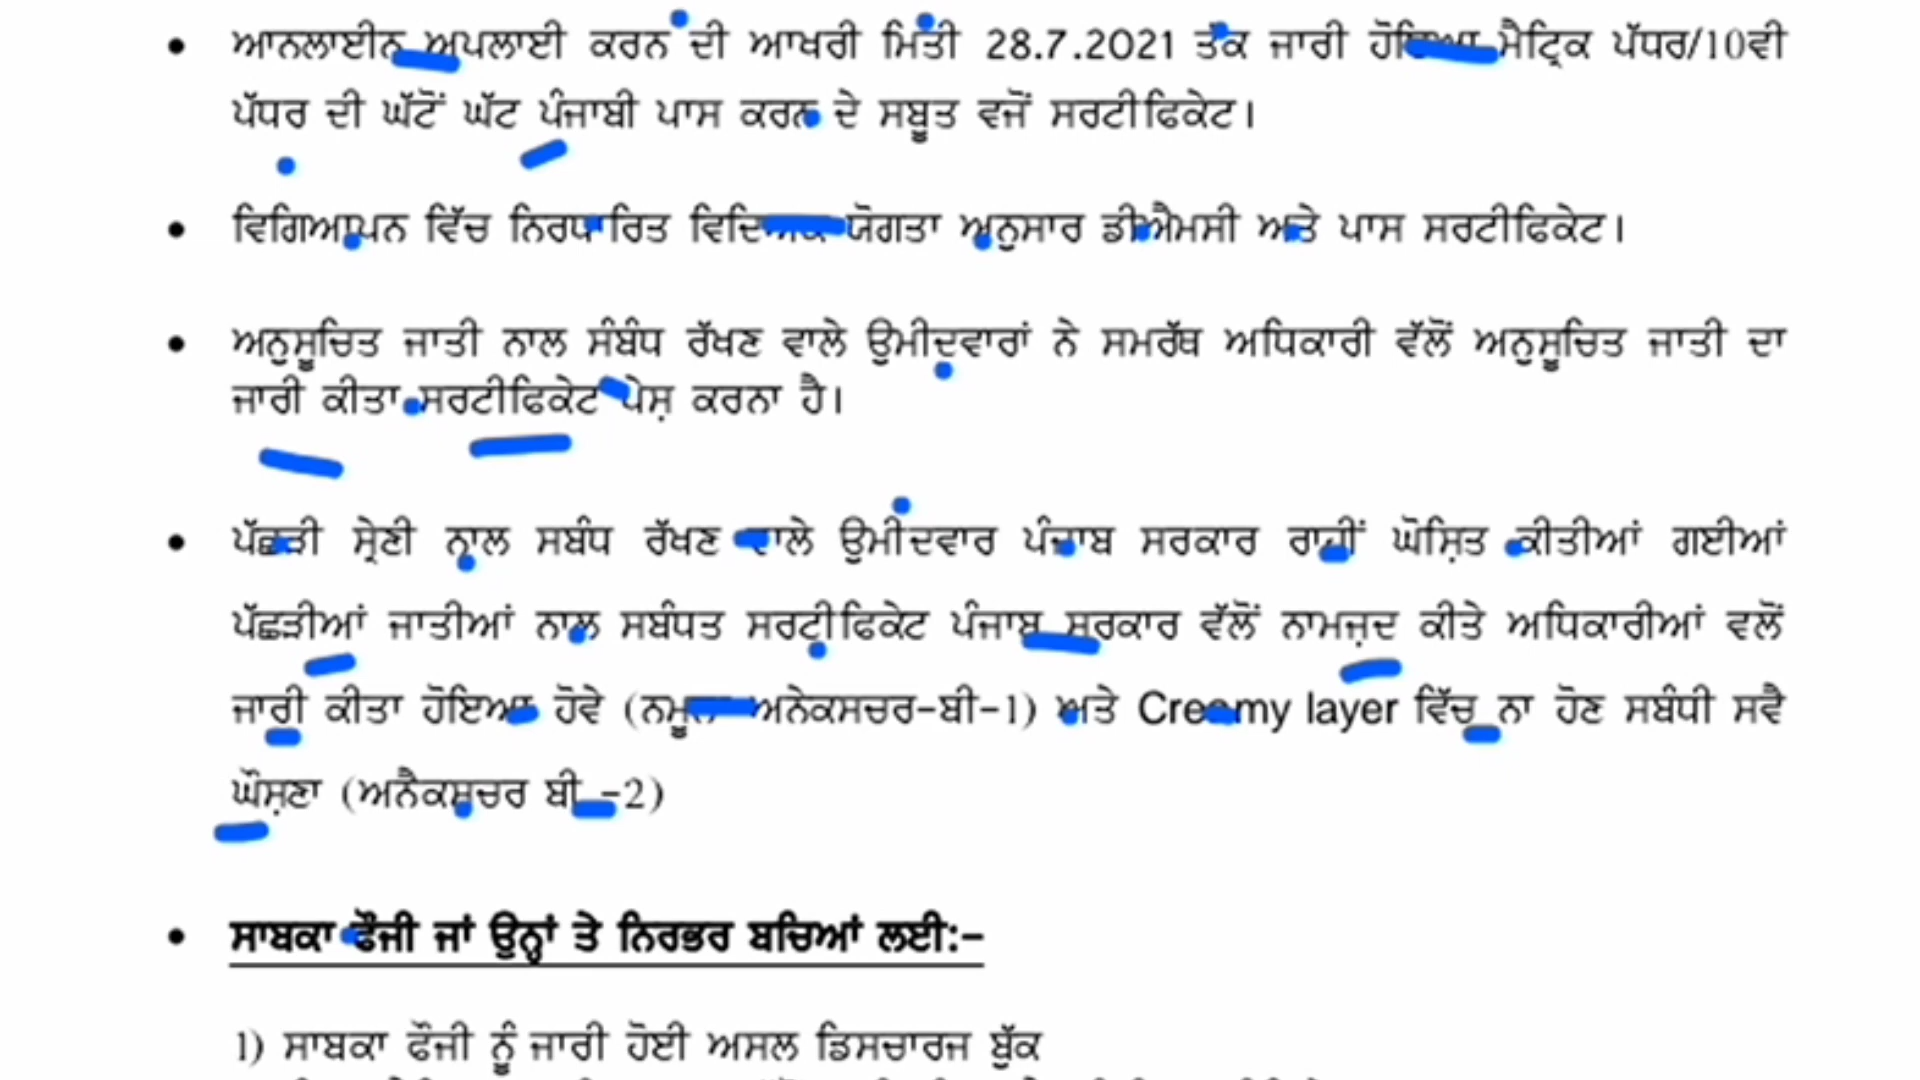 • ਆਨਲਾਈਨ ਅਪਲਾਈ ਕਰਨ ਦੀ ਆਖਰੀ ਮਿਤੀ 28.7.2021 ਤੱਕ ਜਾਰੀ ਹੋਇਆ ਮੈਟ੍ਰਿਕ ਪੱਧਰ/10ਵੀ
ਪੱਧਰ ਦੀ ਘੱਟੋਂ ਘੱਟ ਪੰਜਾਬੀ ਪਾਸ ਕਰਨ ਦੇ ਸਬੂਤ ਵਜੋਂ ਸਰਟੀਫਿਕੇਟ।
• ਵਿਗਿਆਪਨ ਵਿੱਚ ਨਿਰਧਾਰਿਤ ਵਿਦਿਅਕ ਯੋਗਤਾ ਅਨੁਸਾਰ ਡੀਐਮਸੀ ਅਤੇ ਪਾਸ ਸਰਟੀਫਿਕੇਟ।
• ਅਨੁਸੂਚਿਤ ਜਾਤੀ ਨਾਲ ਸੰਬੰਧ ਰੱਖਣ ਵਾਲੇ ਉਮੀਦਵਾਰਾਂ ਨੇ ਸਮਰੱਥ ਅਧਿਕਾਰੀ ਵੱਲੋਂ ਅਨੁਸੂਚਿਤ ਜਾਤੀ ਦਾ
ਜਾਰੀ ਕੀਤਾ ਸਰਟੀਫਿਕੇਟ ਪੇਸ਼ ਕਰਨਾ ਹੈ।
• ਪੱਛੜੀ ਸ਼੍ਰੇਣੀ ਨਾਲ ਸਬੰਧ ਰੱਖਣ ਵਾਲੇ ਉਮੀਦਵਾਰ ਪੰਜਾਬ ਸਰਕਾਰ ਰਾਹੀਂ ਘੋਸ਼ਿਤ ਕੀਤੀਆਂ ਗਈਆਂ
ਪੱਛੜੀਆਂ ਜਾਤੀਆਂ ਨਾਲ ਸਬੰਧਤ ਸਰਟੀਫਿਕੇਟ ਪੰਜਾਬ ਸਰਕਾਰ ਵੱਲੋਂ ਨਾਮਜ਼ਦ ਕੀਤੇ ਅਧਿਕਾਰੀਆਂ ਵਲੋਂ
ਜਾਰੀ ਕੀਤਾ ਹੋਇਆ ਹੋਵੇ (ਨਮੂਨਾ ਅਨੇਕਸਚਰ-ਬੀ-1) ਅਤੇ Creamy layer ਵਿੱਚ ਨਾ ਹੋਣ ਸਬੰਧੀ ਸਵੈ
ਘੌਸ਼ਣਾ (ਅਨੈਕਸਚਰ ਬੀ -2)
• ਸਾਬਕਾ ਫੌਜੀ ਜਾਂ ਉਨ੍ਹਾਂ ਤੇ ਨਿਰਭਰ ਬਚਿਆਂ ਲਈ:-
1) ਸਾਬਕਾ ਫੌਜੀ ਨੂੰ ਜਾਰੀ ਹੋਈ ਅਸਲ ਡਿਸਚਾਰਜ ਬੁੱਕ